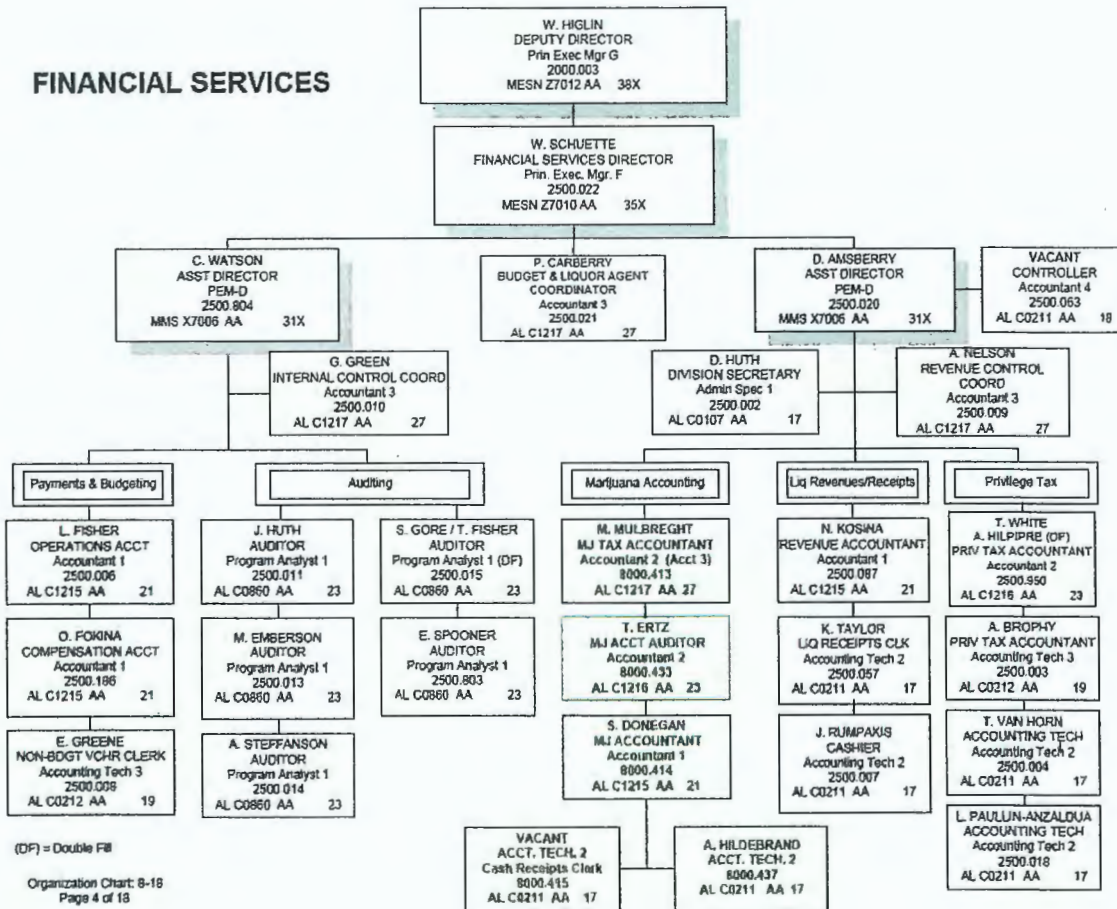 FINANCIAL SERVICES
W. HIGLIN
DEPUTY DIRECTOR
Prin Exec Mgr G
2000.003
MESN Z7012 AA 38X
W. SCHUETTE
FINANCIAL SERVICES DIRECTOR
Prin. Exec. Mgr. F
2500.022
MESN Z7010 AA 35X
C. WATSON
ASST DIRECTOR
PEM-D
2500.804
MMS X7006 AA 31X
P. CARBERRY
BUDGET & LIQUOR AGENT
COORDINATOR
Accountant 3
2500.021
AL C1217 AA 27
D. AMSBERRY
ASST DIRECTOR
PEM-D
2500.020
MMS X7006 AA 31X
VACANT
CONTROLLER
Accountant 4
2500.063
AL C0211 AA 18
G. GREEN
INTERNAL CONTROL COORD
Accountant 3
2500.010
AL C1217 AA 27
D. HUTH
DIVISION SECRETARY
Admin Spec 1
2500.002
AL C0107 AA 17
A. NELSON
REVENUE CONTROL
COORD
Accountant 3
2500.009
AL C1217 AA 27
Payments & Budgeting
L. FISHER
OPERATIONS ACCT
Accountant 1
2500.006
AL C1215 AA 21
O. FOKINA
COMPENSATION ACCT
Accountant 1
2500.186
AL C1215 AA 21
E. GREENE
NON-BDGT VCHR CLERK
Accounting Tech 3
2500.008
AL C0212 AA 19
Auditing
J. HUTH
AUDITOR
Program Analyst 1
2500.011
AL C0860 AA 23
M. EMBERSON
AUDITOR
Program Analyst 1
2500.013
AL C0860 AA 23
A. STEFFANSON
AUDITOR
Program Analyst 1
2500.014
AL C0860 AA 23
S. GORE / T. FISHER
AUDITOR
Program Analyst 1 (DF)
2500.015
AL C0860 AA 23
E. SPOONER
AUDITOR
Program Analyst 1
2500.803
AL C0860 AA 23
Marijuana Accounting
M. MULBREGHT
MJ TAX ACCOUNTANT
Accountant 2 (Acct 3)
8000.413
AL C1217 AA 27
T. ERTZ
MJ ACCT AUDITOR
Accountant 2
8000.433
AL C1216 AA 23
S. DONEGAN
MJ ACCOUNTANT
Accountant 1
8000.414
AL C1215 AA 21
VACANT
ACCT. TECH. 2
Cash Receipts Clerk
8000.415
AL C0211 AA 17
A. HILDEBRAND
ACCT. TECH. 2
8000.437
AL C0211 AA 17
Liq Revenues/Receipts
N. KOSINA
REVENUE ACCOUNTANT
Accountant 1
2500.087
AL C1215 AA 21
K. TAYLOR
LIQ RECEIPTS CLK
Accounting Tech 2
2500.057
AL C0211 AA 17
J. RUMPAKIS
CASHIER
Accounting Tech 2
2500.007
AL C0211 AA 17
Privilege Tax
T. WHITE
A. HILPIPRE (DF)
PRIV TAX ACCOUNTANT
Accountant 2
2500.950
AL C1216 AA 23
A. BROPHY
PRIV TAX ACCOUNTANT
Accounting Tech 3
2500.003
AL C0212 AA 19
T. VAN HORN
ACCOUNTING TECH
Accounting Tech 2
2500.004
AL C0211 AA 17
L. PAULUN-ANZALDUA
ACCOUNTING TECH
Accounting Tech 2
2500.018
AL C0211 AA 17
(DF) = Double Fill
Organization Chart: 8-18
Page 4 of 18